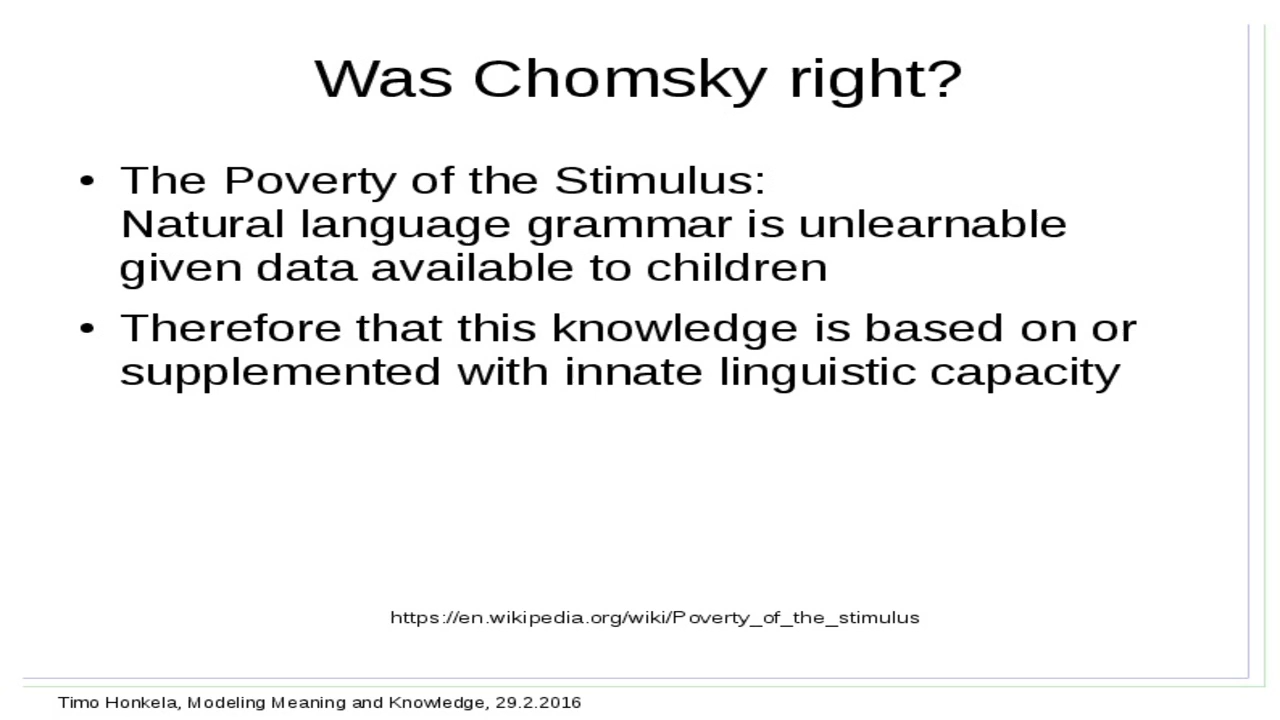 Was Chomsky right?
• The Poverty of the Stimulus:
Natural language grammar is unlearnable
given data available to children
• Therefore that this knowledge is based on or
supplemented with innate linguistic capacity
https://en.wikipedia.org/wiki/Poverty_of_the_stimulus
Timo Honkela, Modeling Meaning and Knowledge, 29.2.2016